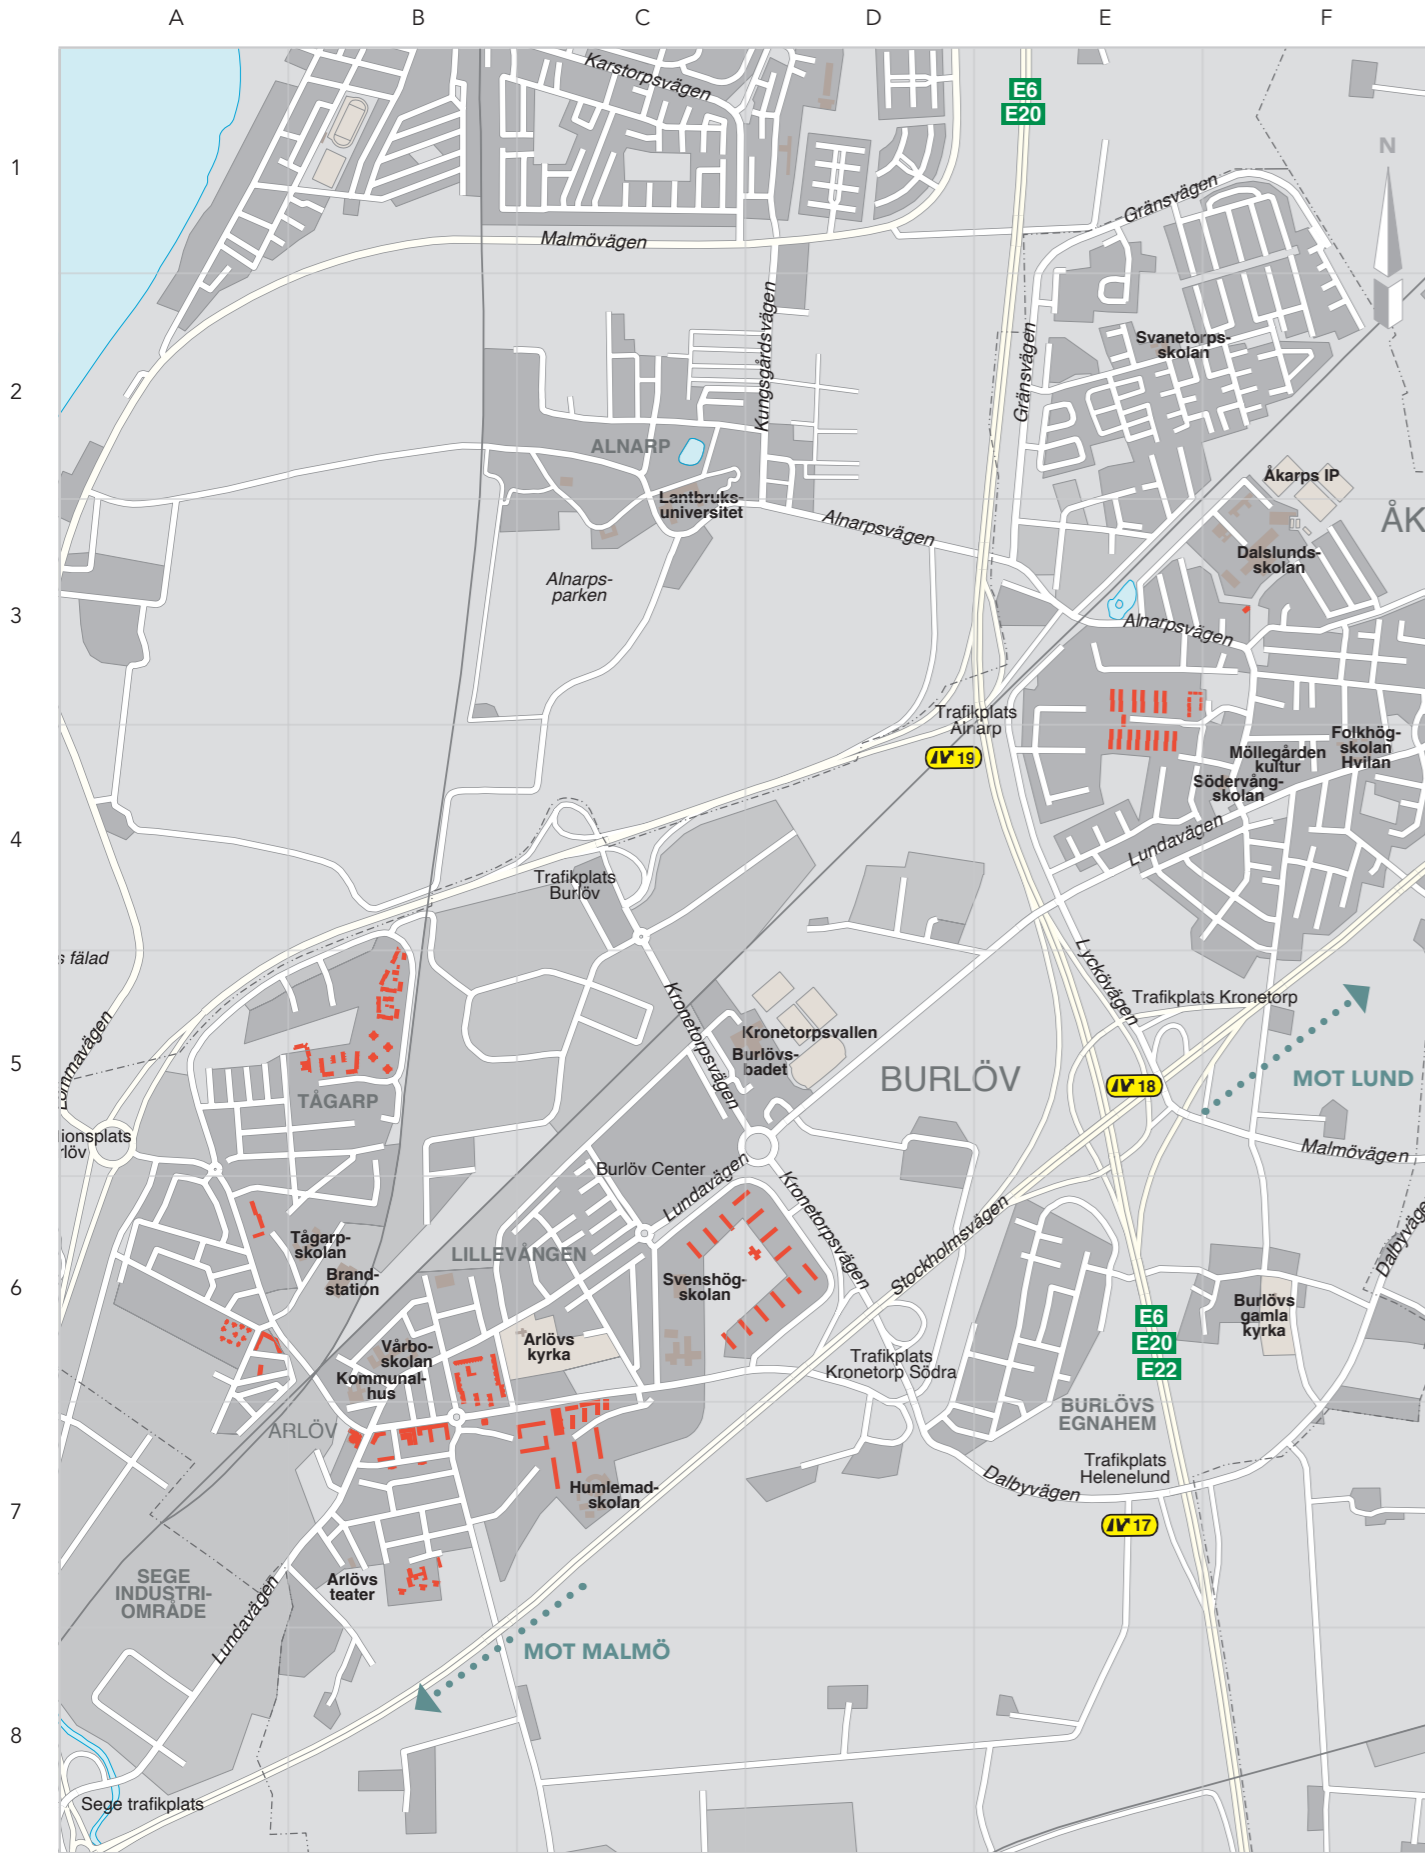 A B C D E F
1
2
3
4
5
6
7
8
Karstorpsvägen
E6
E20
N
Gränsvägen
Malmövägen
Kungsgårdsvägen
Gränsvägen
Svanetorps-
skolan
ALNARP
Lantbruks-
universitet
Åkarps IP
ÅK
Alnarpsvägen
Dalslunds-
skolan
Alnarps-
parken
Alnarpsvägen
Trafikplats
Alnarp
19
Folkhög-
skolan
Hvilan
Möllegården
kultur
Södervång-
skolan
Lundavägen
Trafikplats
Burlöv
s fälad
Lommavägen
Lyckövägen
Trafikplats Kronetorp
Kronetorpsvägen
Kronetorpsvallen
Burlövs-
badet
BURLÖV
18
MOT LUND
TÅGARP
ionsplats
rlöv
Malmövägen
Burlöv Center
Lundavägen
Kronetorpsvägen
Stockholmsvägen
Dalbyväge
Tågarp-
skolan
LILLEVÅNGEN
Brand-
station
Svenshög-
skolan
Burlövs
gamla
kyrka
E6
E20
E22
Vårbo-
skolan
Kommunal-
hus
Arlövs
kyrka
Trafikplats
Kronetorp Södra
ARLÖV
BURLÖVS
EGNAHEM
Humlemad-
skolan
Dalbyvägen
Trafikplats
Helenelund
17
SEGE
INDUSTRI-
OMRÅDE
Lundavägen
Arlövs
teater
MOT MALMÖ
Sege trafikplats